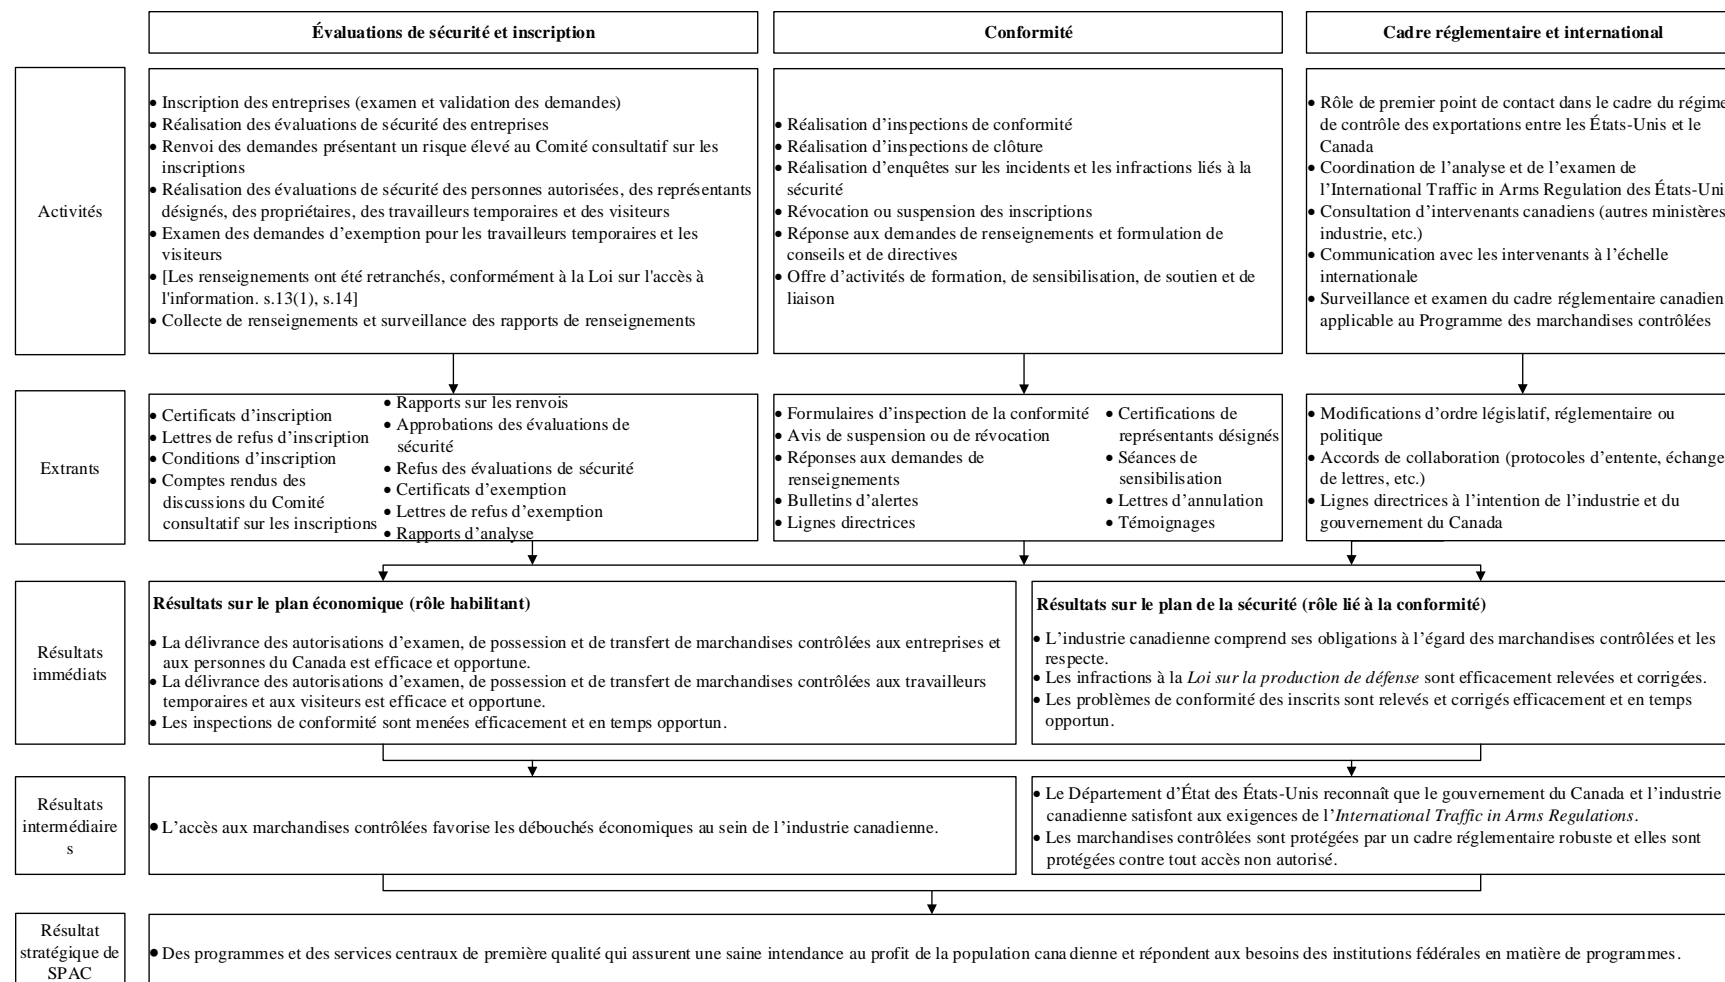 Évaluations de sécurité et inscription
Conformité
Cadre réglementaire et international
Activités
• Inscription des entreprises (examen et validation des demandes)
• Réalisation des évaluations de sécurité des entreprises
• Renvoi des demandes présentant un risque élevé au Comité consultatif sur les
inscriptions
• Réalisation des évaluations de sécurité des personnes autorisées, des représentants
désignés, des propriétaires, des travailleurs temporaires et des visiteurs
• Examen des demandes d’exemption pour les travailleurs temporaires et les
visiteurs
• [Les renseignements ont été retranchés, conformément à la Loi sur l'accès à
l'information. s.13(1), s.14]
• Collecte de renseignements et surveillance des rapports de renseignements
• Réalisation d’inspections de conformité
• Réalisation d’inspections de clôture
• Réalisation d’enquêtes sur les incidents et les infractions liés à la
sécurité
• Révocation ou suspension des inscriptions
• Réponse aux demandes de renseignements et formulation de
conseils et de directives
• Offre d’activités de formation, de sensibilisation, de soutien et de
liaison
• Rôle de premier point de contact dans le cadre du régime
de contrôle des exportations entre les États-Unis et le
Canada
• Coordination de l’analyse et de l’examen de
l’International Traffic in Arms Regulation des États-Uni
• Consultation d’intervenants canadiens (autres ministères
industrie, etc.)
• Communication avec les intervenants à l’échelle
internationale
• Surveillance et examen du cadre réglementaire canadien
applicable au Programme des marchandises contrôlées
Extrants
• Certificats d’inscription
• Lettres de refus d’inscription
• Conditions d’inscription
• Comptes rendus des
discussions du Comité
consultatif sur les inscriptions
• Rapports sur les renvois
• Approbations des évaluations de
sécurité
• Refus des évaluations de sécurité
• Certificats d’exemption
• Lettres de refus d’exemption
• Rapports d’analyse
• Formulaires d’inspection de la conformité
• Avis de suspension ou de révocation
• Réponses aux demandes de
renseignements
• Bulletins d’alertes
• Lignes directrices
• Certifications de
représentants désignés
• Séances de
sensibilisation
• Lettres d’annulation
• Témoignages
• Modifications d’ordre législatif, réglementaire ou
politique
• Accords de collaboration (protocoles d’entente, échange
de lettres, etc.)
• Lignes directrices à l’intention de l’industrie et du
gouvernement du Canada
Résultats
immédiats
Résultats sur le plan économique (rôle habilitant)
• La délivrance des autorisations d’examen, de possession et de transfert de marchandises contrôlées aux entreprises et
aux personnes du Canada est efficace et opportune.
• La délivrance des autorisations d’examen, de possession et de transfert de marchandises contrôlées aux travailleurs
temporaires et aux visiteurs est efficace et opportune.
• Les inspections de conformité sont menées efficacement et en temps opportun.
Résultats sur le plan de la sécurité (rôle lié à la conformité)
• L’industrie canadienne comprend ses obligations à l’égard des marchandises contrôlées et les
respecte.
• Les infractions à la Loi sur la production de défense sont efficacement relevées et corrigées.
• Les problèmes de conformité des inscrits sont relevés et corrigés efficacement et en temps
opportun.
Résultats
intermédiaire
s
• L’accès aux marchandises contrôlées favorise les débouchés économiques au sein de l’industrie canadienne.
• Le Département d’État des États-Unis reconnaît que le gouvernement du Canada et l’industrie
canadienne satisfont aux exigences de l’International Traffic in Arms Regulations.
• Les marchandises contrôlées sont protégées par un cadre réglementaire robuste et elles sont
protégées contre tout accès non autorisé.
Résultat
stratégique de
SPAC
• Des programmes et des services centraux de première qualité qui assurent une saine intendance au profit de la population canadienne et répondent aux besoins des institutions fédérales en matière de programmes.